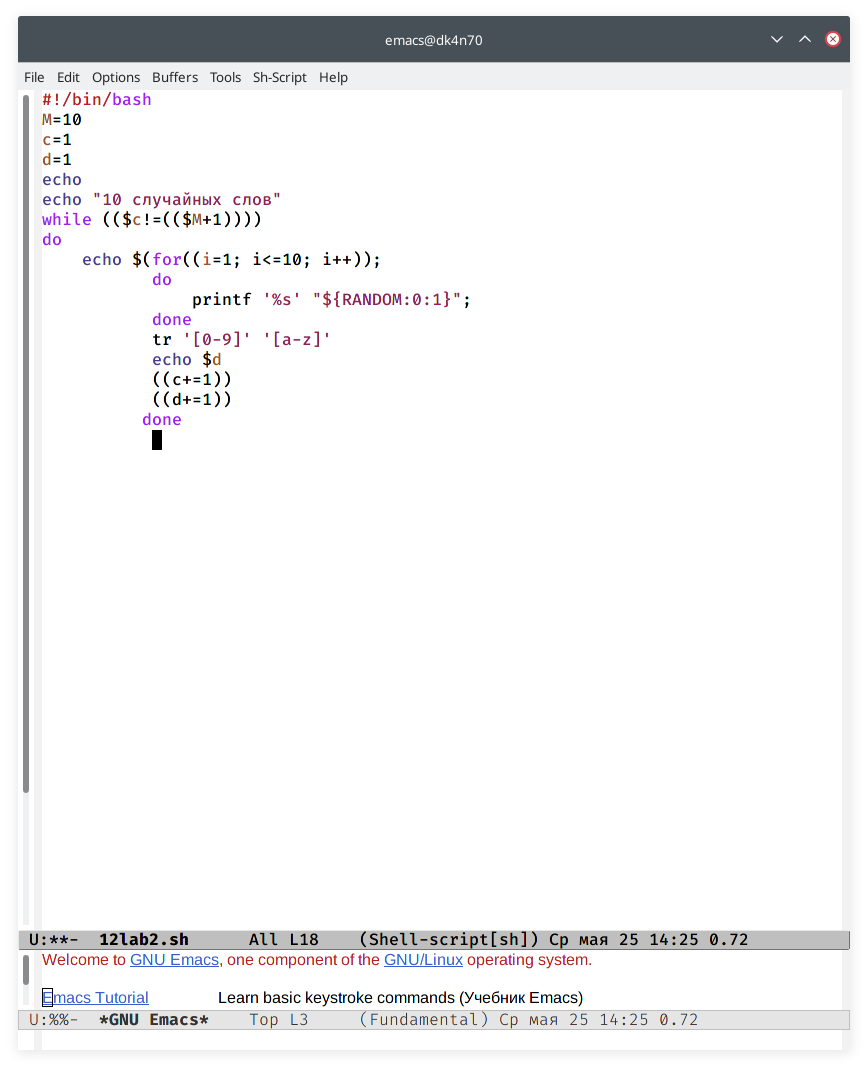 emacs@dk4n70
File Edit Options Buffers Tools Sh-Script Help
#!/bin/bash
M=10
c=1
d=1
echo
echo "10 случайных слов"
while (($c!=(($M+1))))
do
    echo $(for((i=1; i<=10; i++));
           do
               printf '%s' "${RANDOM:0:1}";
           done
           tr '[0-9]' '[a-z]'
           echo $d
           ((c+=1))
           ((d+=1))
          done
U:**-  12lab2.sh      All L18    (Shell-script[sh]) Ср мая 25 14:25 0.72
Welcome to GNU Emacs, one component of the GNU/Linux operating system.
Emacs Tutorial Learn basic keystroke commands (Учебник Emacs)
U:%%-  *GNU Emacs*    Top L3     (Fundamental) Ср мая 25 14:25 0.72